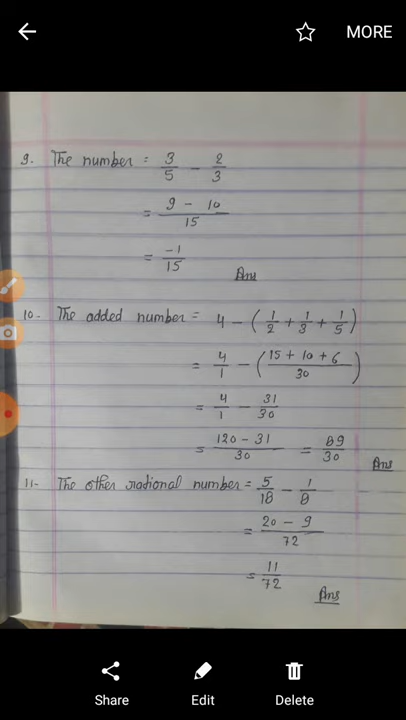 MORE
9. The number = 3/5 - 2/3
= 9 - 10/15
= -1/15
Ans
10. The added number = 4 - (1/2 + 1/3 + 1/5)
= 4/1 - (15 + 10 + 6/30)
= 4/1 - 31/30
= 120 - 31/30 = 89/30
Ans
11- The other rational number = 5/18 - 1/8
= 20 - 9/72
= 11/72
Ans
Share Edit Delete